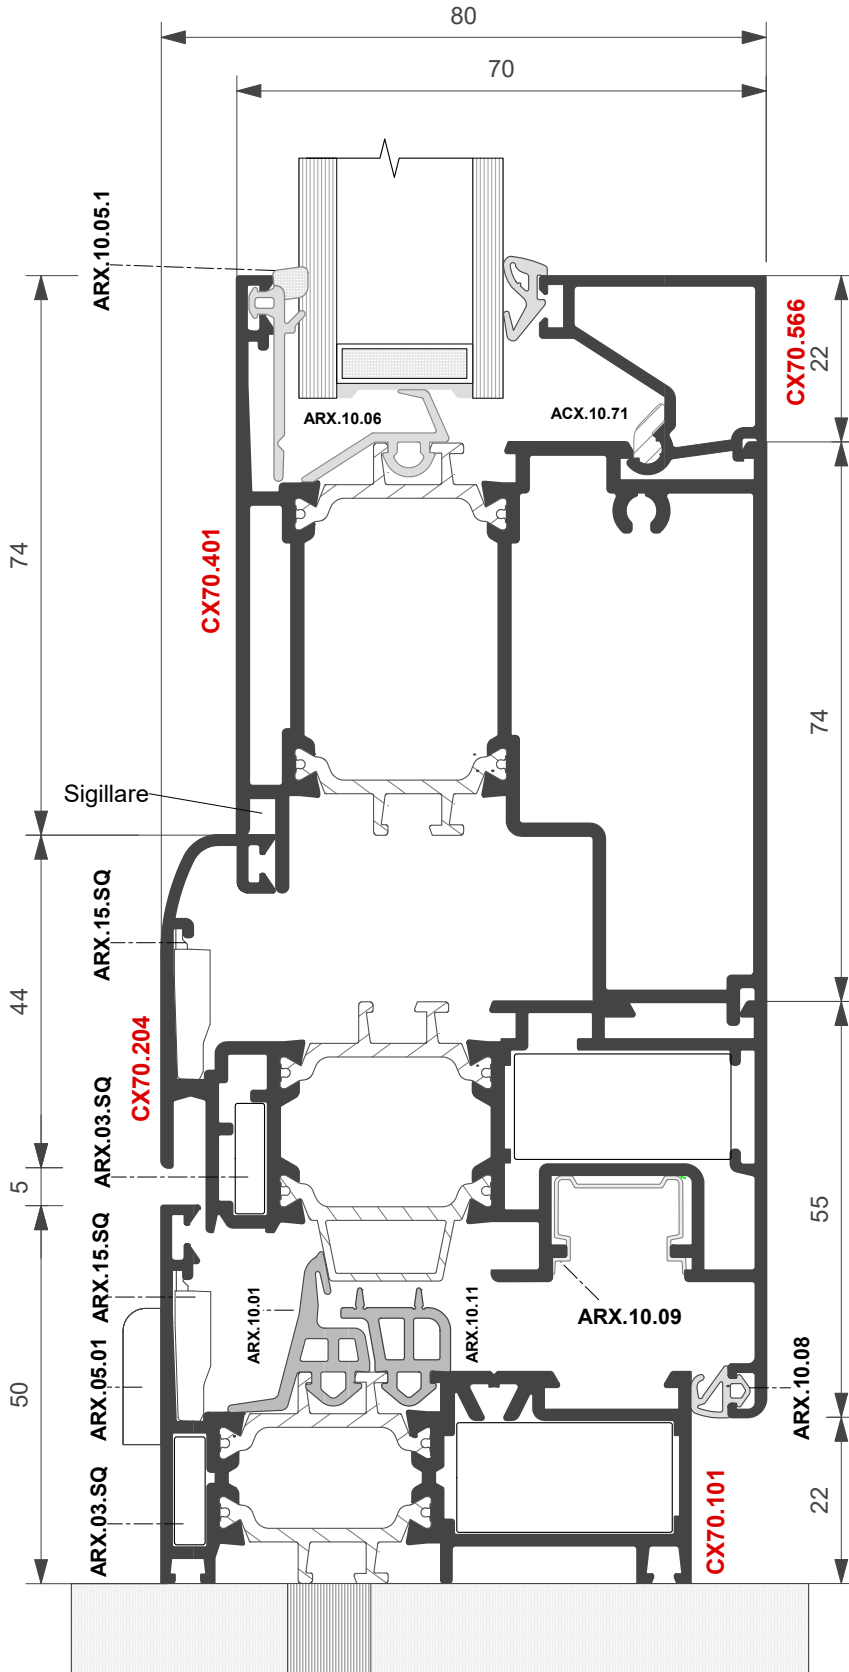 80
70
ARX.10.05.1
CX70.566
22
ARX.10.06
ACX.10.71
74
CX70.401
74
Sigillare
ARX.15.SQ
44
CX70.204
ARX.03.SQ
5
55
ARX.15.SQ
ARX.10.01
ARX.10.11
ARX.10.09
ARX.05.01
50
ARX.10.08
ARX.03.SQ
CX70.101
22